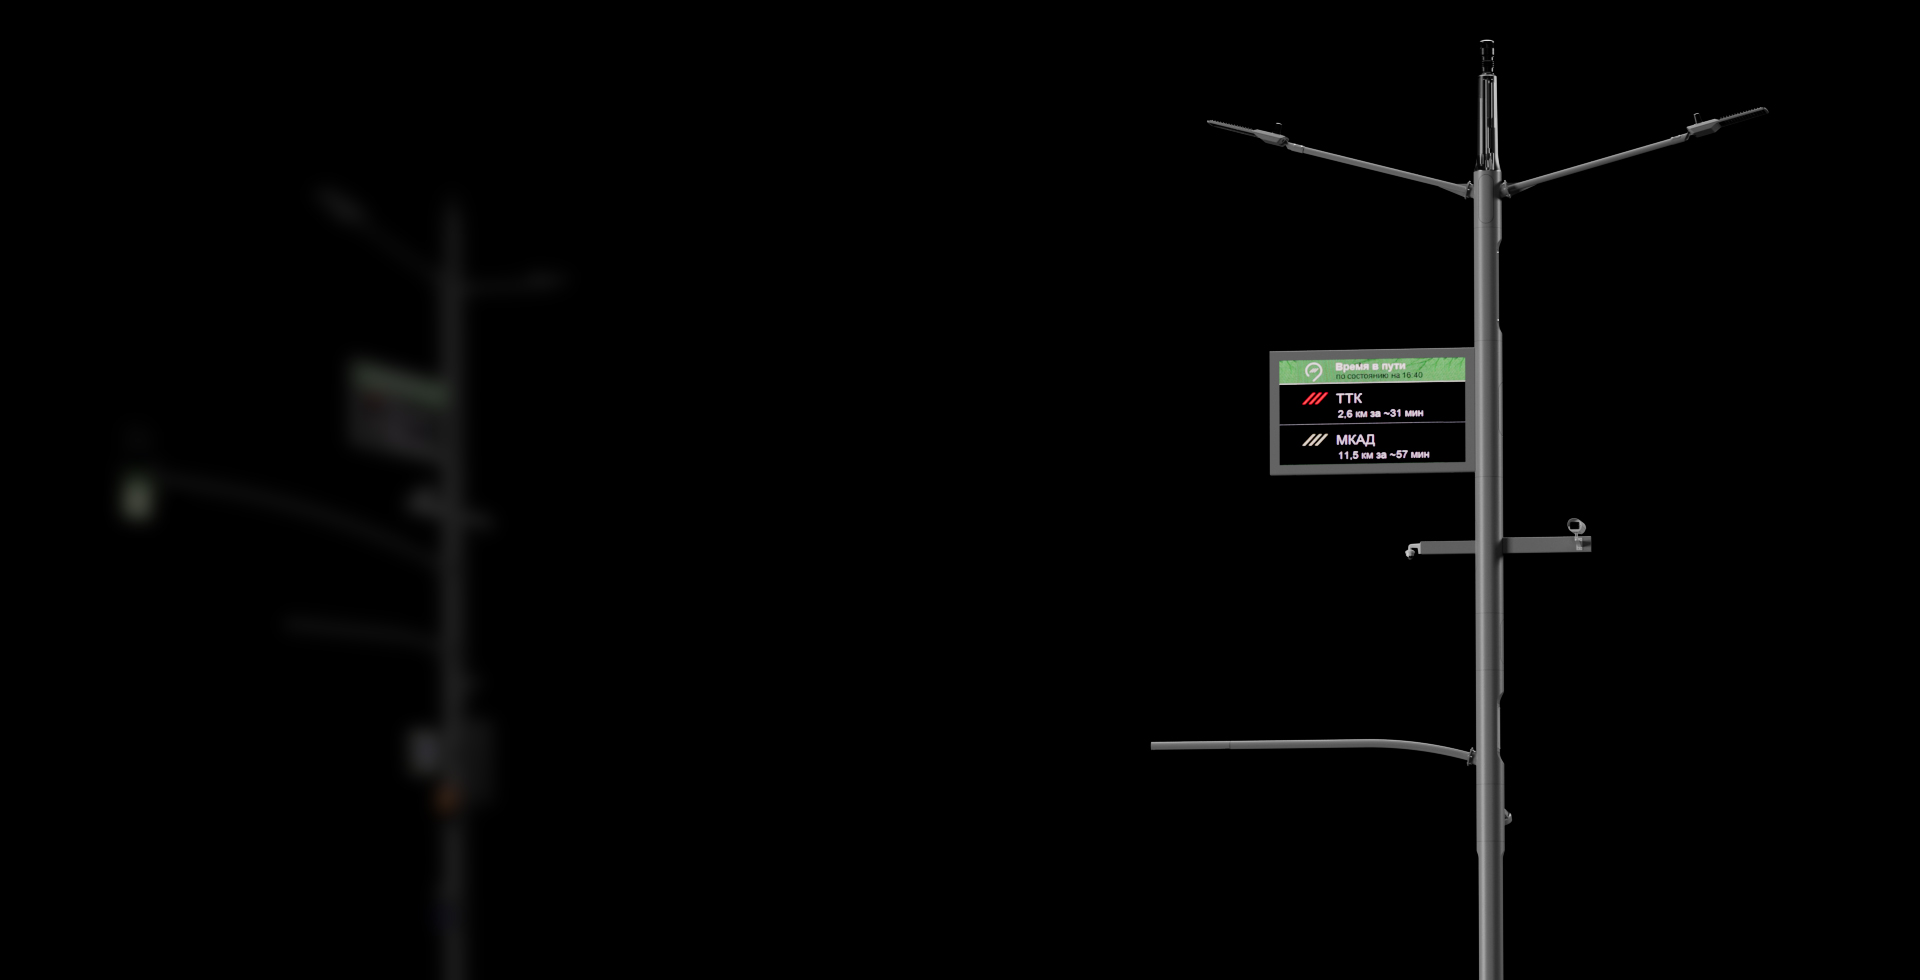 Время в пути
по состоянию на 16:40
ТТК
2,6 км за ~31 мин
МКАД
11,5 км за ~57 мин